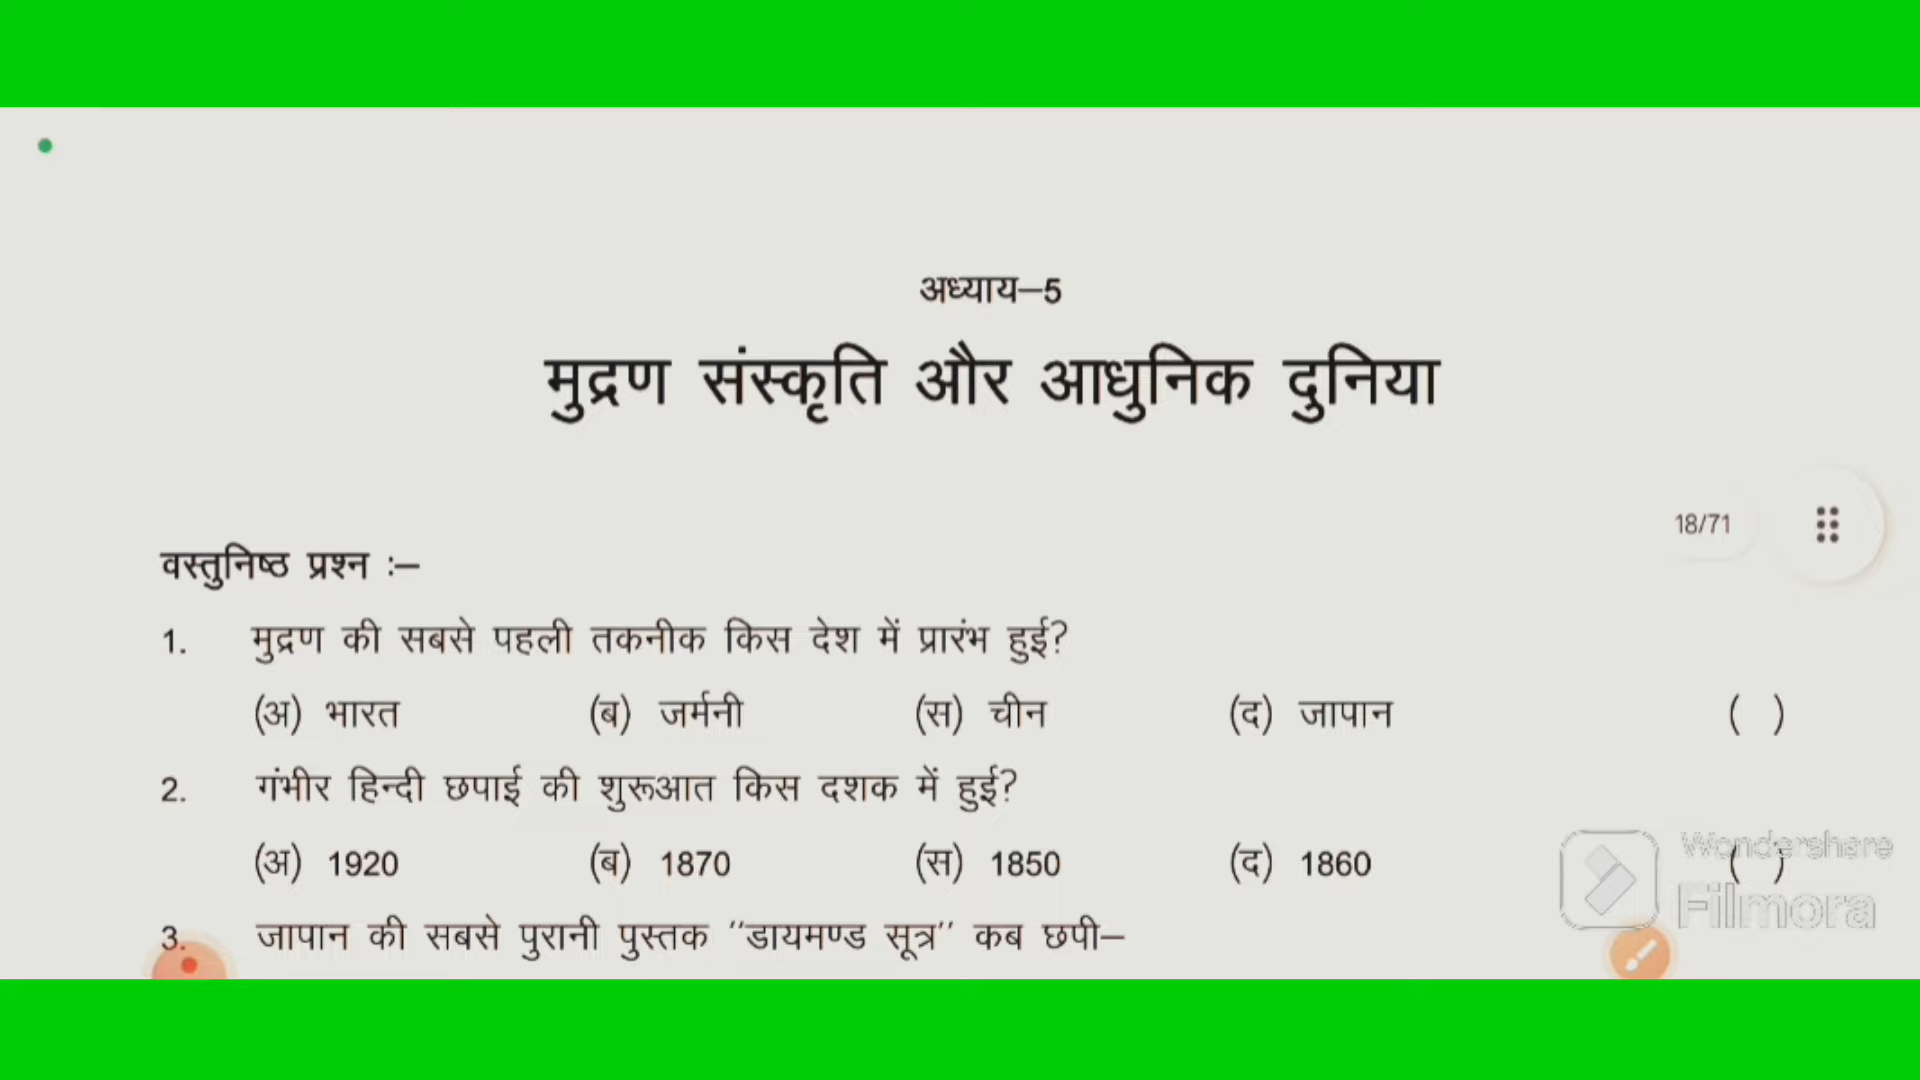 अध्याय–5
मुद्रण संस्कृति और आधुनिक दुनिया
18/71
वस्तुनिष्ठ प्रश्न :–
1. मुद्रण की सबसे पहली तकनीक किस देश में प्रारंभ हुई?
(अ) भारत (ब) जर्मनी (स) चीन (द) जापान ( )
2. गंभीर हिन्दी छपाई की शुरूआत किस दशक में हुई?
(अ) 1920 (ब) 1870 (स) 1850 (द) 1860 ( )
Wondershare
Filmora
3. जापान की सबसे पुरानी पुस्तक "डायमण्ड सूत्र" कब छपी–